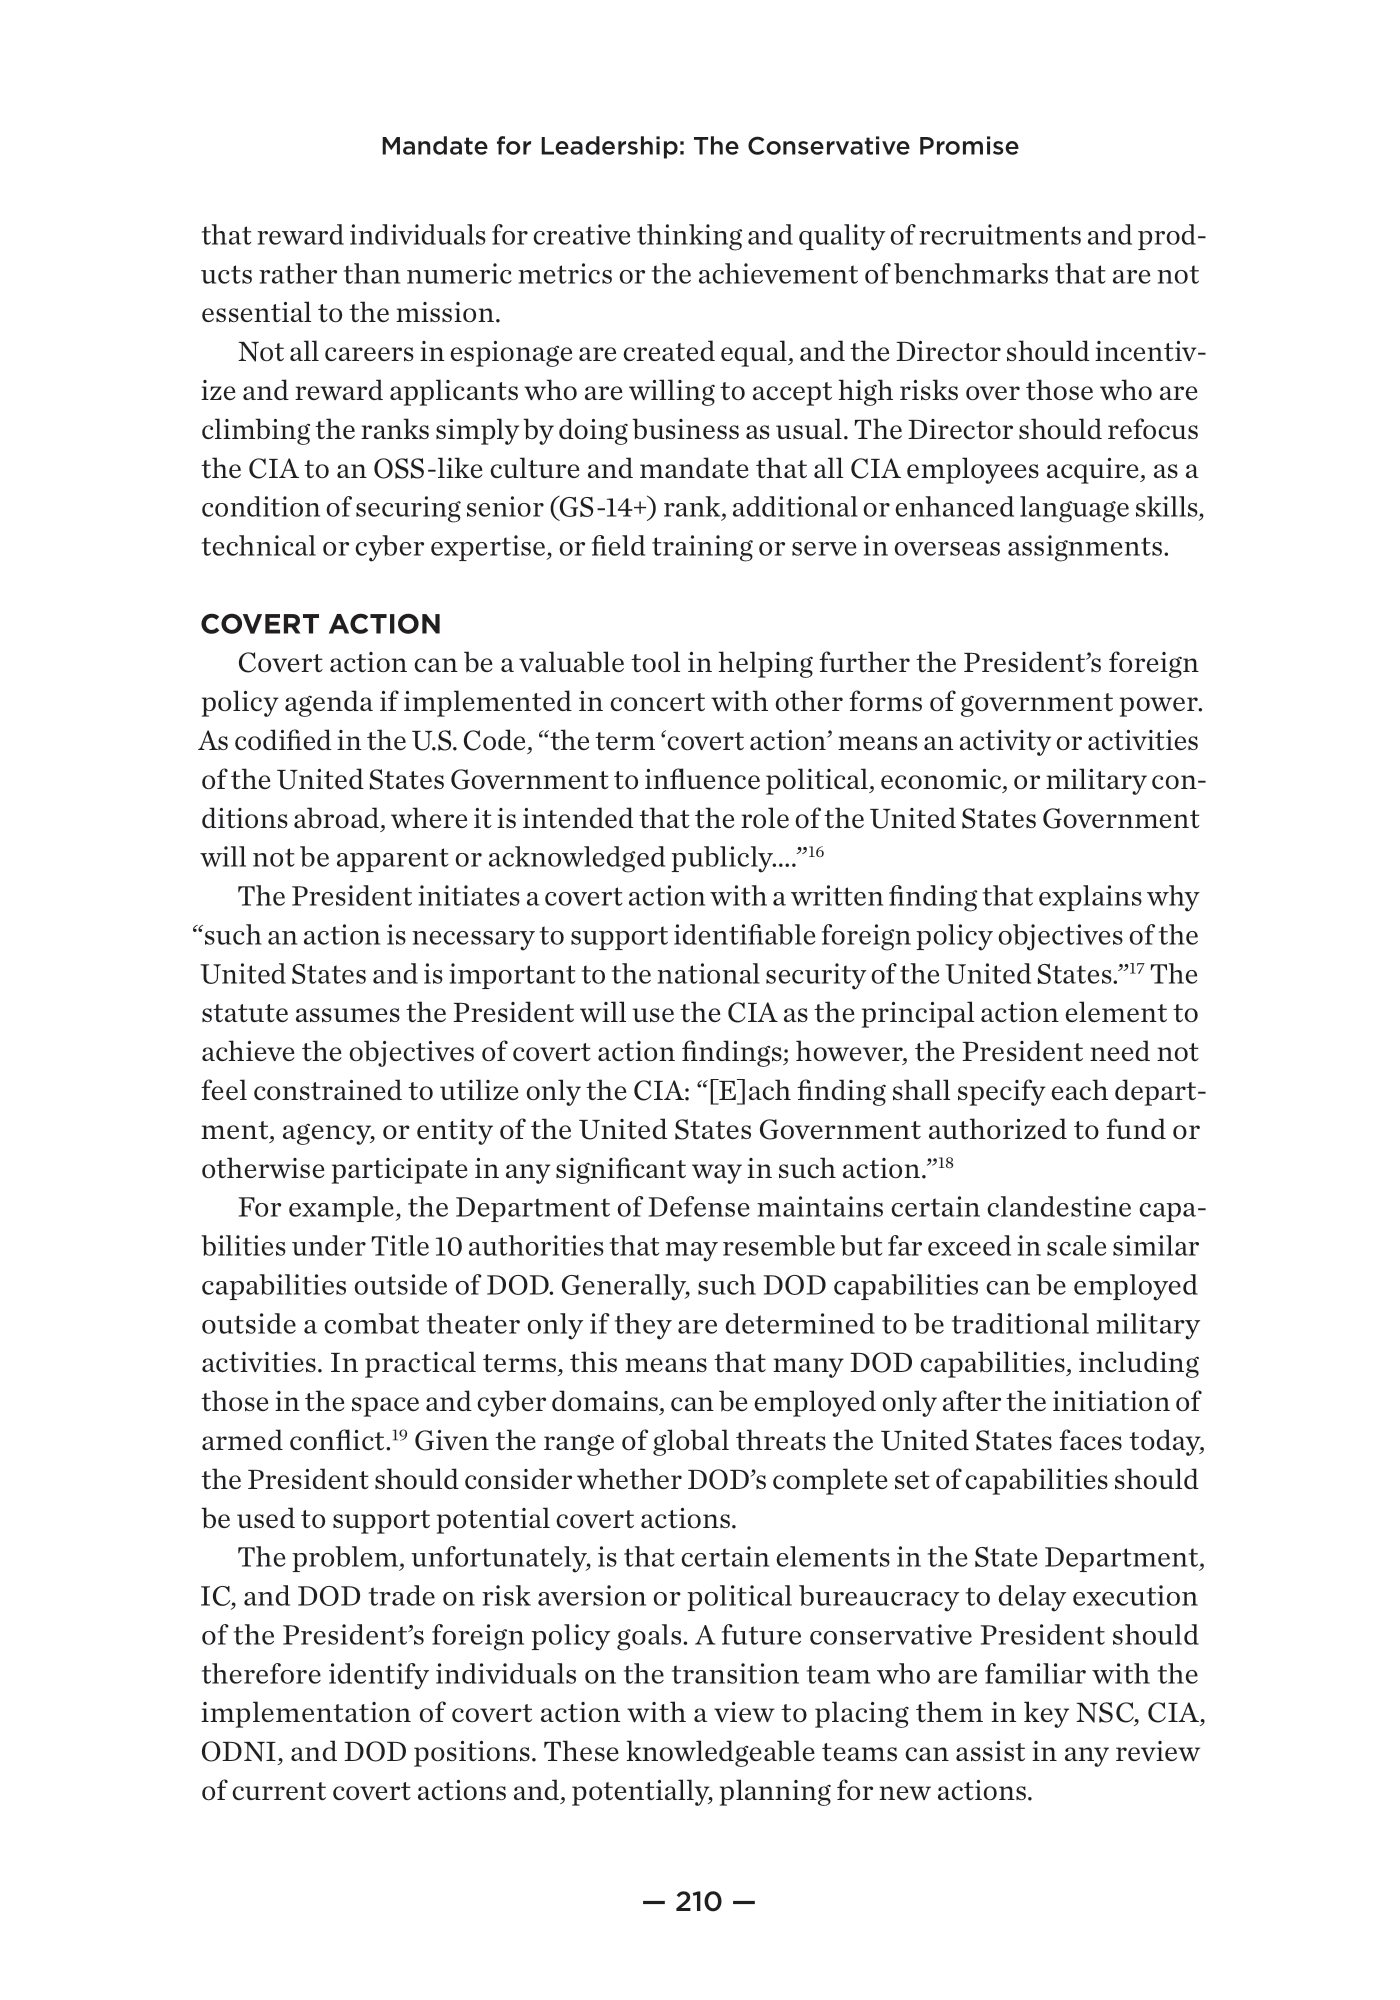 Mandate for Leadership: The Conservative Promise
that reward individuals for creative thinking and quality of recruitments and prod-
ucts rather than numeric metrics or the achievement of benchmarks that are not
essential to the mission.
Not all careers in espionage are created equal, and the Director should incentiv-
ize and reward applicants who are willing to accept high risks over those who are
climbing the ranks simply by doing business as usual. The Director should refocus
the CIA to an OSS-like culture and mandate that all CIA employees acquire, as a
condition of securing senior (GS-14+) rank, additional or enhanced language skills,
technical or cyber expertise, or field training or serve in overseas assignments.
COVERT ACTION
Covert action can be a valuable tool in helping further the President’s foreign
policy agenda if implemented in concert with other forms of government power.
As codified in the U.S. Code, “the term ‘covert action’ means an activity or activities
of the United States Government to influence political, economic, or military con-
ditions abroad, where it is intended that the role of the United States Government
will not be apparent or acknowledged publicly....”16
The President initiates a covert action with a written finding that explains why
“such an action is necessary to support identifiable foreign policy objectives of the
United States and is important to the national security of the United States.”17 The
statute assumes the President will use the CIA as the principal action element to
achieve the objectives of covert action findings; however, the President need not
feel constrained to utilize only the CIA: “[E]ach finding shall specify each depart-
ment, agency, or entity of the United States Government authorized to fund or
otherwise participate in any significant way in such action.”18
For example, the Department of Defense maintains certain clandestine capa-
bilities under Title 10 authorities that may resemble but far exceed in scale similar
capabilities outside of DOD. Generally, such DOD capabilities can be employed
outside a combat theater only if they are determined to be traditional military
activities. In practical terms, this means that many DOD capabilities, including
those in the space and cyber domains, can be employed only after the initiation of
armed conflict.19 Given the range of global threats the United States faces today,
the President should consider whether DOD’s complete set of capabilities should
be used to support potential covert actions.
The problem, unfortunately, is that certain elements in the State Department,
IC, and DOD trade on risk aversion or political bureaucracy to delay execution
of the President’s foreign policy goals. A future conservative President should
therefore identify individuals on the transition team who are familiar with the
implementation of covert action with a view to placing them in key NSC, CIA,
ODNI, and DOD positions. These knowledgeable teams can assist in any review
of current covert actions and, potentially, planning for new actions.
— 210 —